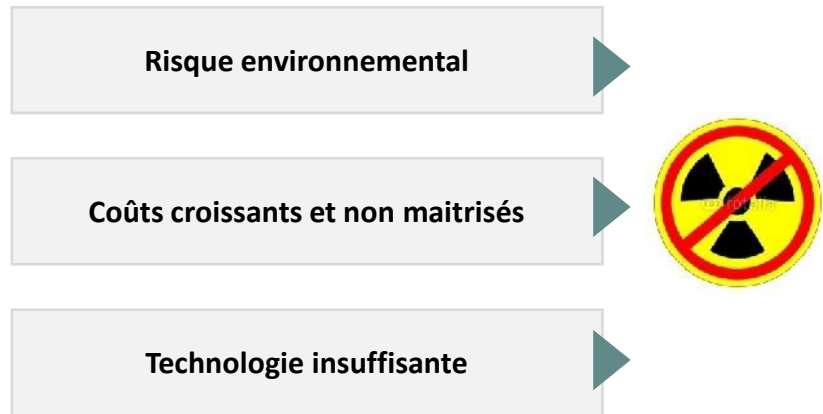 Risque environnemental
Coûts croissants et non maitrisés
Technologie insuffisante